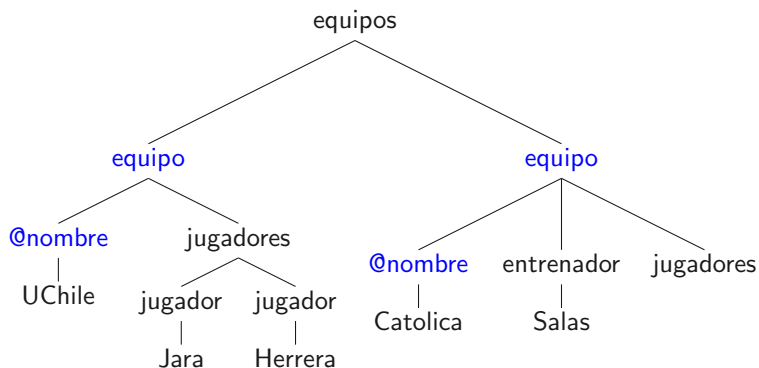 equipos
equipo equipo
@nombre jugadores
@nombre entrenador jugadores
UChile jugador jugador
Catolica Salas
Jara Herrera